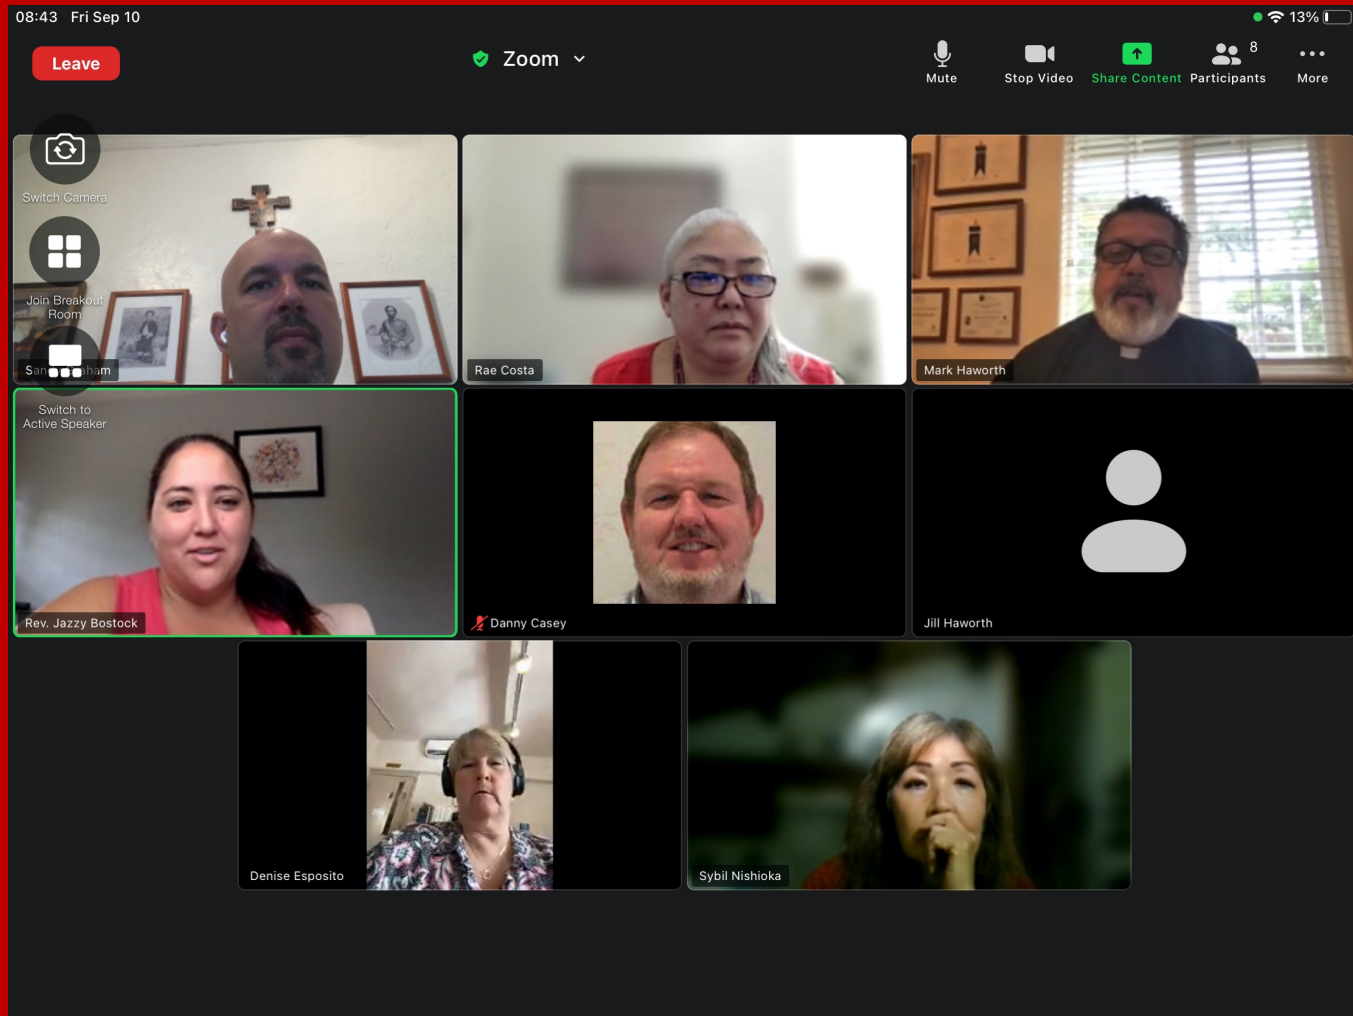 08:43 Fri Sep 10
13%
Leave
Zoom
8
Mute
Stop Video
Share Content
Participants
More
Switch Camera
Join Breakout
Room
Switch to
Active Speaker
Rae Costa
Mark Haworth
Rev. Jazzy Bostock
Danny Casey
Jill Haworth
Denise Esposito
Sybil Nishioka